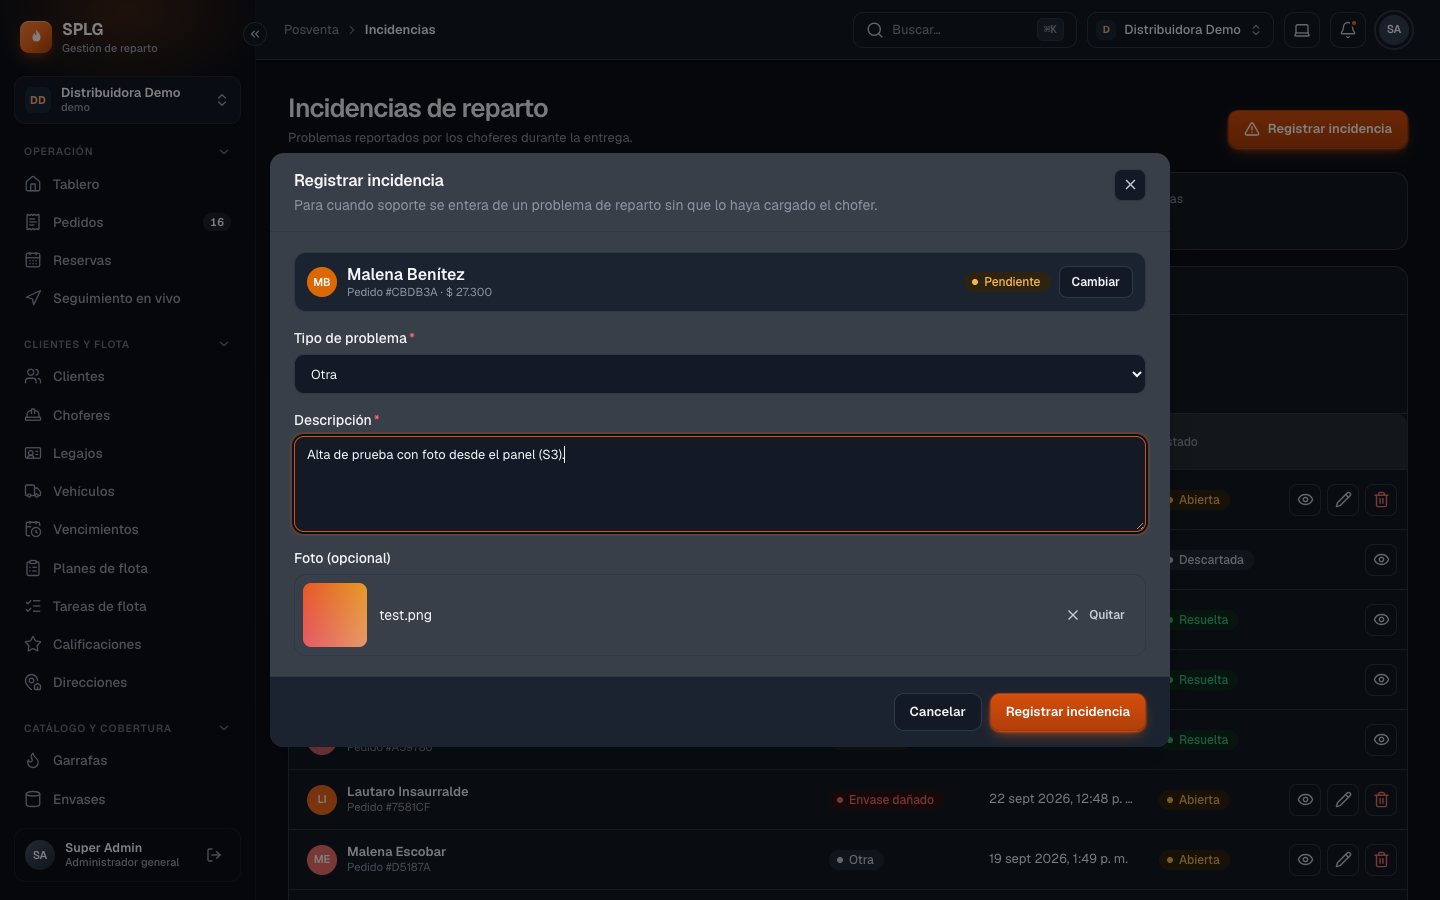 SPLG
Gestión de reparto
DD
Distribuidora Demo
demo
OPERACIÓN
Tablero
Pedidos
16
Reservas
Seguimiento en vivo
CLIENTES Y FLOTA
Clientes
Choferes
Legajos
Vehículos
Vencimientos
Planes de flota
Tareas de flota
Calificaciones
Direcciones
CATÁLOGO Y COBERTURA
Garrafas
Envases
SA
Super Admin
Administrador general
Posventa
Incidencias
Buscar...
⌘K
D
Distribuidora Demo
SA
Incidencias de reparto
Problemas reportados por los choferes durante la entrega.
Registrar incidencia
Registrar incidencia
Para cuando soporte se entera de un problema de reparto sin que lo haya cargado el chofer.
MB
Malena Benítez
Pedido #CBDB3A · $ 27.300
Pendiente
Cambiar
Tipo de problema *
Otra
Descripción *
Alta de prueba con foto desde el panel (S3).
Foto (opcional)
test.png
Quitar
Cancelar
Registrar incidencia
Abierta
Descartada
Resuelta
Resuelta
Resuelta
LI
Lautaro Insaurralde
Pedido #7581CF
Envase dañado
22 sept 2026, 12:48 p. ...
Abierta
ME
Malena Escobar
Pedido #D5187A
Otra
19 sept 2026, 1:49 p. m.
Abierta